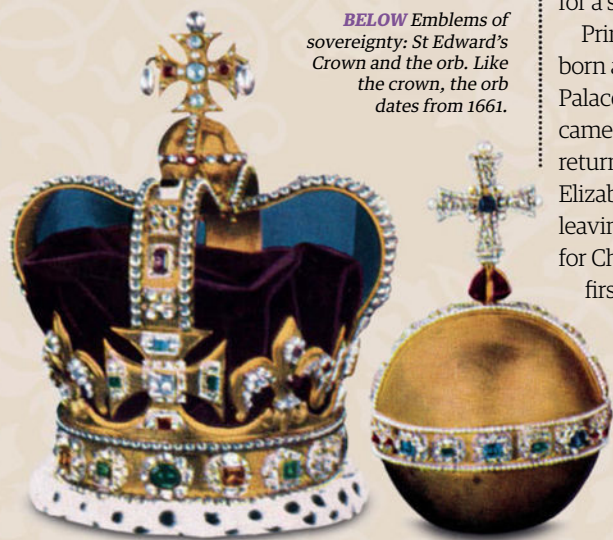 BELOW Emblems of
sovereignty: St Edward's
Crown and the orb. Like
the crown, the orb
dates from 1661.
for a s
Prin
born a
Palac
came
return
Elizab
leavin
for Ch
firs